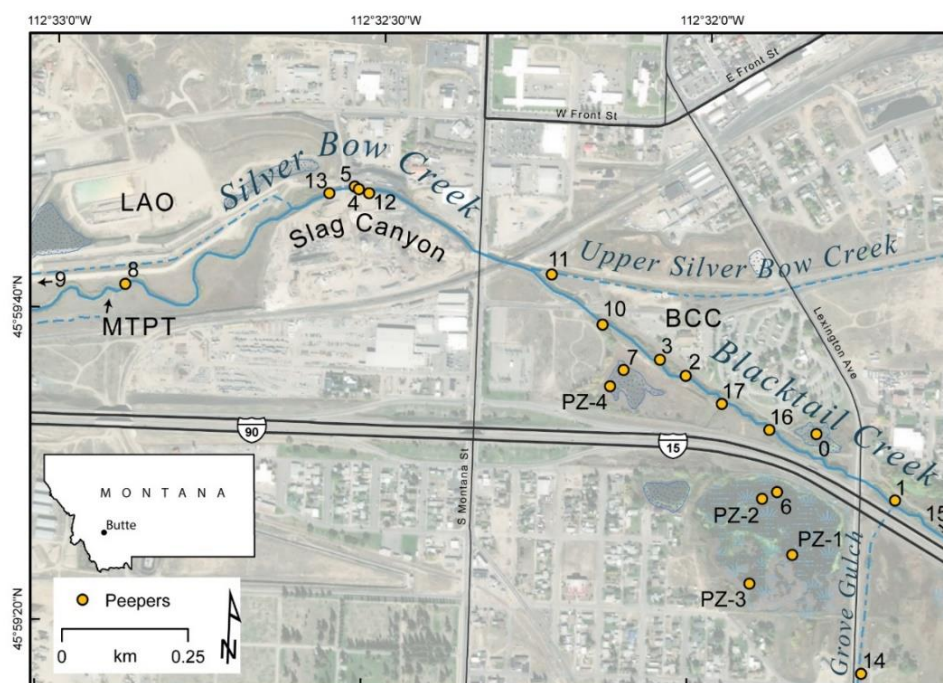 112°33'0"W
112°32'30"W
112°32'0"W
E Front St
W Front St
LAO
Silver Bow Creek
13
5
4
12
Slag Canyon
11
Upper Silver Bow Creek
9
8
MTPT
45°59'40"N
10
BCC
Lexington Ave
3
2
7
PZ-4
Blacktail Creek
17
16
0
90
15
S Montana St
MONTANA
Butte
PZ-2
6
1
15
PZ-1
PZ-3
Grove Gulch
14
45°59'20"N
Peepers
0
0.25
km
N